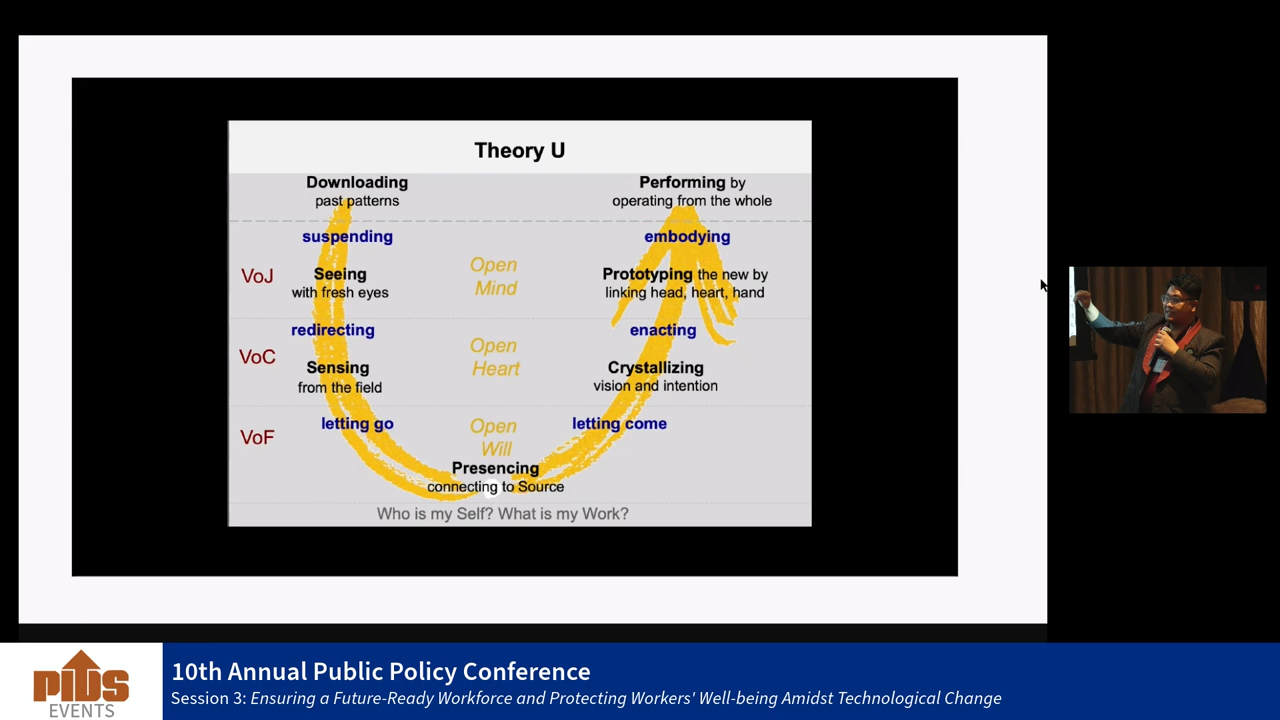 Theory U
Downloading
past patterns
Performing by
operating from the whole
suspending
embodying
VoJ
Seeing
with fresh eyes
Open
Mind
Prototyping the new by
linking head, heart, hand
redirecting
enacting
VoC
Open
Heart
Sensing
from the field
Crystallizing
vision and intention
letting go
letting come
VoF
Open
Will
Presencing
connecting to Source
Who is my Self? What is my Work?
PIDS
EVENTS
10th Annual Public Policy Conference
Session 3: Ensuring a Future-Ready Workforce and Protecting Workers' Well-being Amidst Technological Change